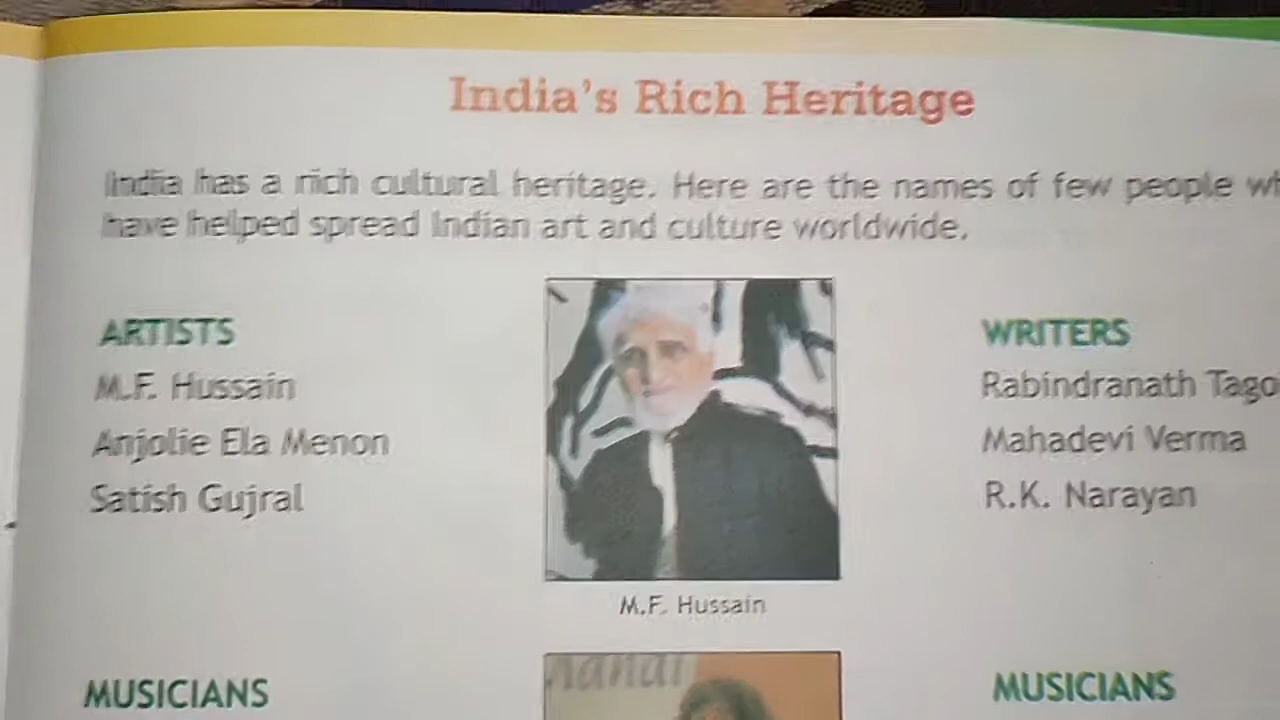 India's Rich Heritage
India has a rich cultural heritage. Here are the names of few people
have helped spread Indian art and culture worldwide.
ARTISTS
M.F. Hussain
Anjolie Ela Menon
Satish Gujral
M.F. Hussain
WRITERS
Rabindranath
Mahadevi Verma
R.K. Narayan
MUSICIANS
MUSICIANS